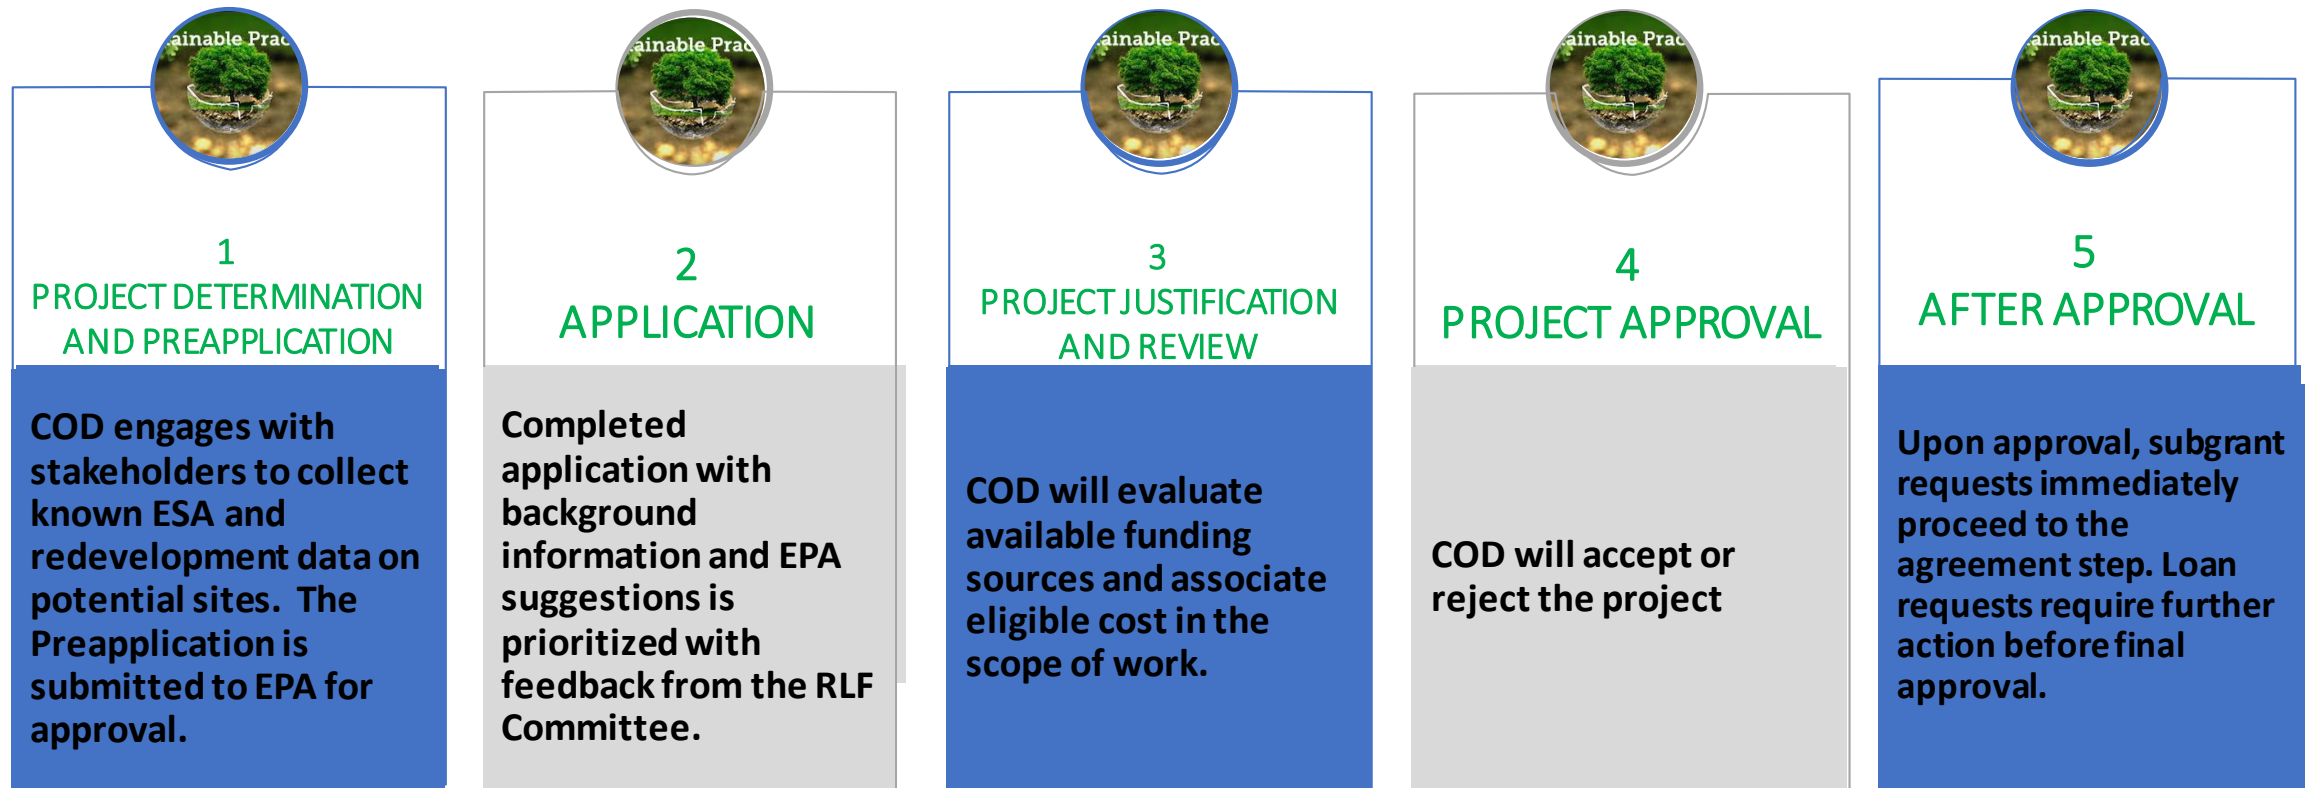 ainable Prac
1
PROJECT DETERMINATION
AND PREAPPLICATION
COD engages with
stakeholders to collect
known ESA and
redevelopment data on
potential sites.  The
Preapplication is
submitted to EPA for
approval.
ainable Prac
2
APPLICATION
Completed
application with
background
information and EPA
suggestions is
prioritized with
feedback from the RLF
Committee.
ainable Prac
3
PROJECT JUSTIFICATION
AND REVIEW
COD will evaluate
available funding
sources and associate
eligible cost in the
scope of work.
ainable Prac
4
PROJECT APPROVAL
COD will accept or
reject the project
ainable Prac
5
AFTER APPROVAL
Upon approval, subgrant
requests immediately
proceed to the
agreement step. Loan
requests require further
action before final
approval.